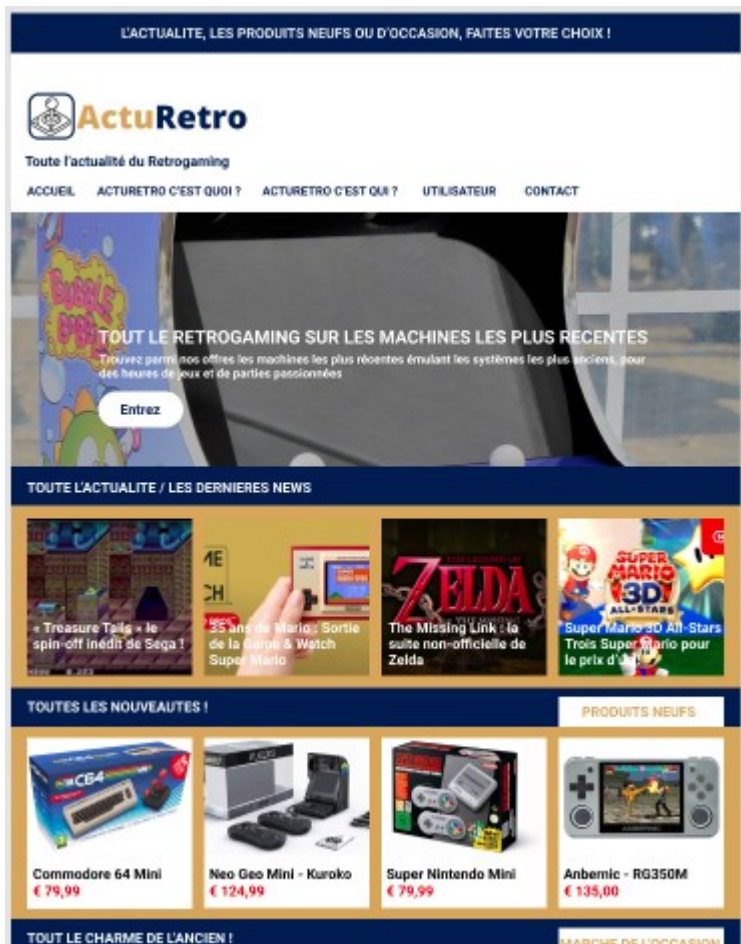 L'ACTUALITE, LES PRODUITS NEUFS OU D'OCCASION, FAITES VOTRE CHOIX !
ActuRetro
Toute l'actualité du Retrogaming
ACCUEIL ACTURETRO C'EST QUOI ? ACTURETRO C'EST QUI ? UTILISATEUR CONTACT
BUBBLE
TOUT LE RETROGAMING SUR LES MACHINES LES PLUS RECENTES
Trouvez parmi nos offres les machines les plus récentes émulant les systèmes les plus anciens, pour
des heures de jeux et de parties passionnées
Entrez
TOUTE L'ACTUALITE / LES DERNIERES NEWS
« Treasure Tails » le
spin-off inédit de Sega !
35 ans de Mario : Sortie
de la Game & Watch
Super Mario
ZELDA
The Missing Link : la
suite non-officielle de
Zelda
SUPER
MARIO
3D
ALL-STARS
Super Mario 3D All-Stars
Trois Super Mario pour
le prix d'un!
TOUTES LES NOUVEAUTES !
PRODUITS NEUFS
C64
Commodore 64 Mini
€ 79,99
Neo Geo Mini - Kuroko
€ 124,99
Super Nintendo Mini
€ 79,99
ANBERNIC
Anbernic - RG350M
€ 135,00
TOUT LE CHARME DE L'ANCIEN !
MARCHE DE L'OCCASION